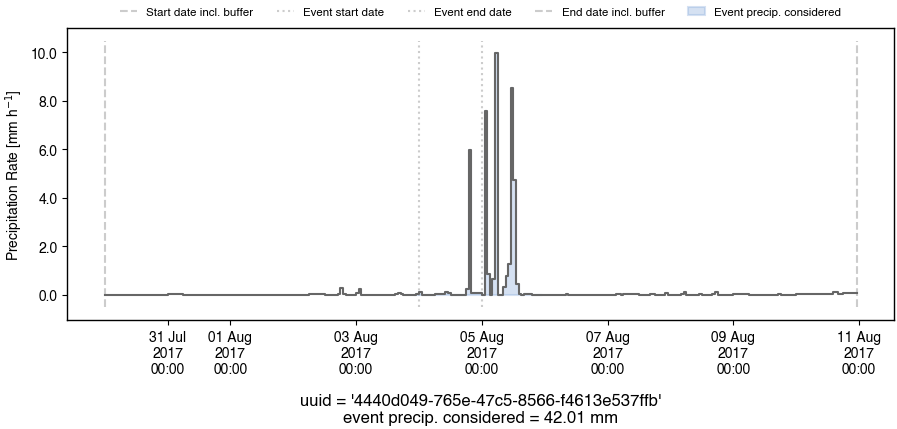 Start date incl. buffer Event start date Event end date End date incl. buffer Event precip. considered
10.0
8.0
6.0
4.0
2.0
0.0
Precipitation Rate [mm h⁻¹]
31 Jul 01 Aug 03 Aug 05 Aug 07 Aug 09 Aug 11 Aug
2017 2017 2017 2017 2017 2017 2017
00:00 00:00 00:00 00:00 00:00 00:00 00:00
uuid = '4440d049-765e-47c5-8566-f4613e537ffb'
event precip. considered = 42.01 mm